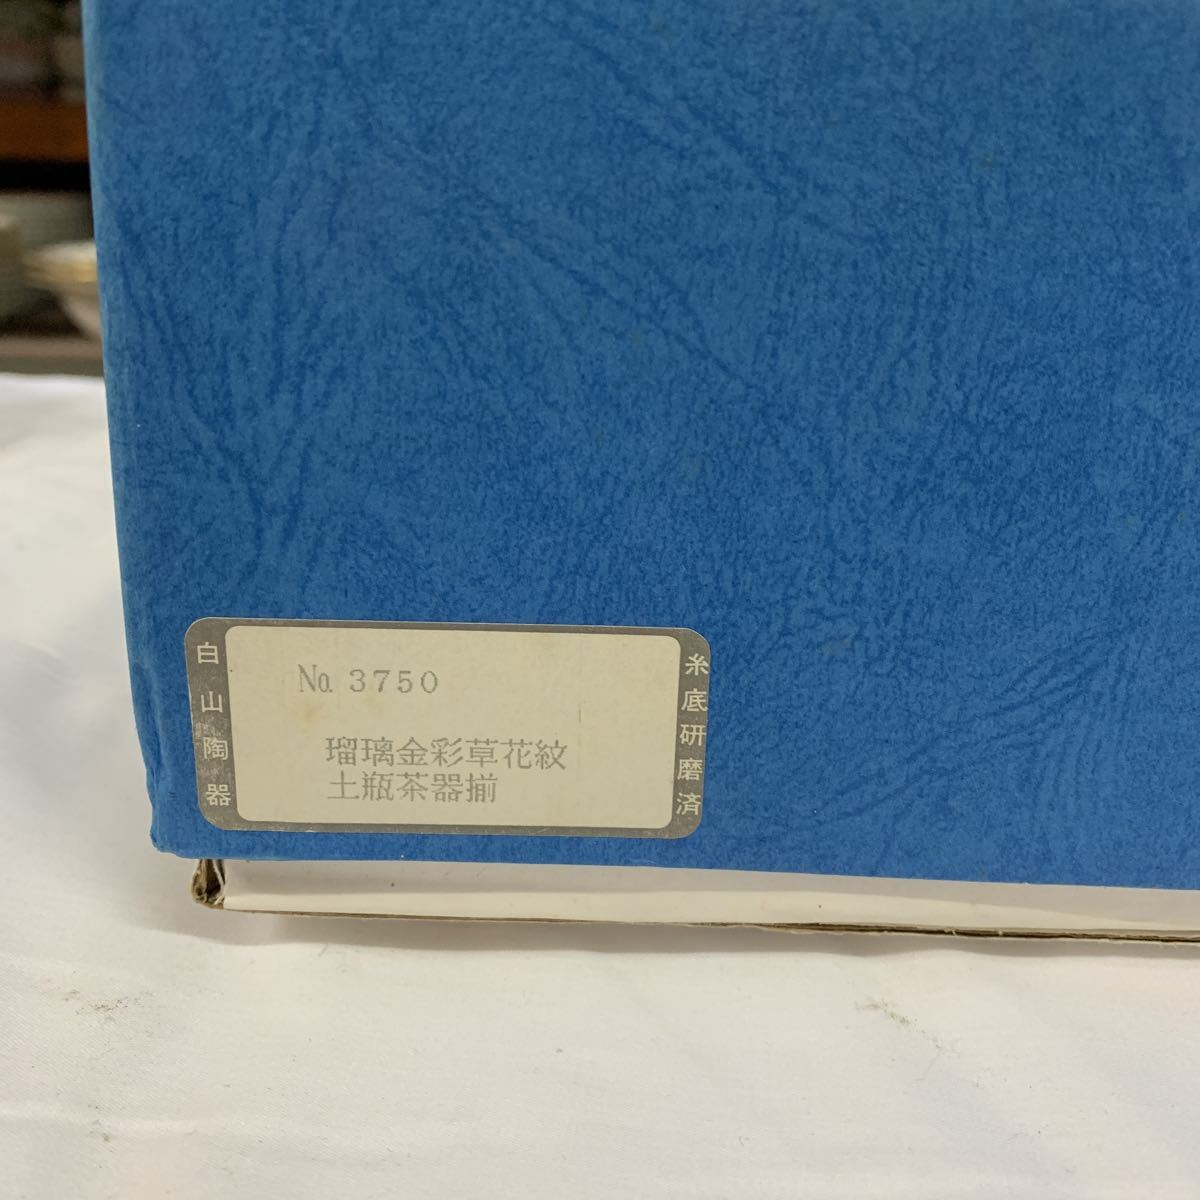 白山陶器
№ 3750
瑠璃金彩草花紋
土瓶茶器揃
糸底研磨済